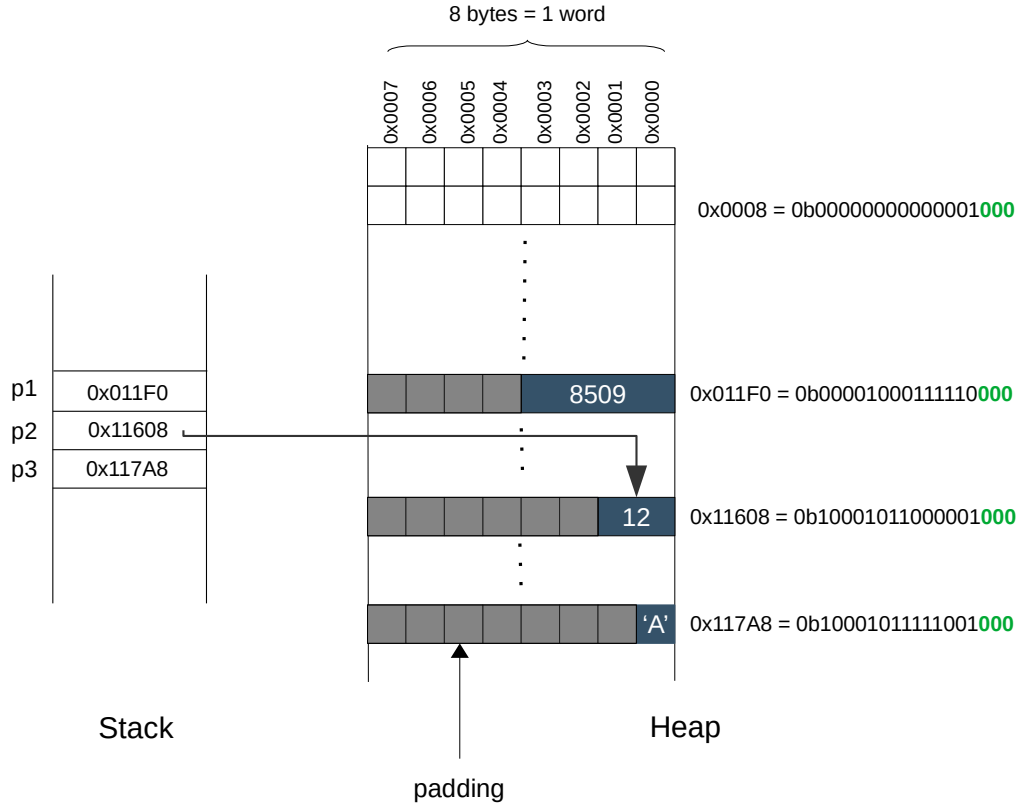 8 bytes = 1 word
0x0007 0x0006 0x0005 0x0004 0x0003 0x0002 0x0001 0x0000
0x0008 = 0b00000000000001000
p1 0x011F0 8509 0x011F0 = 0b00001000111110000
p2 0x11608
p3 0x117A8
12 0x11608 = 0b10001011000001000
‘A’ 0x117A8 = 0b10001011111001000
Stack Heap
padding